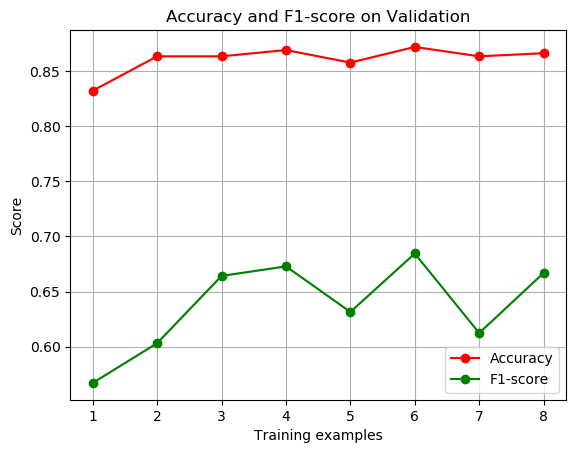 Accuracy and F1-score on Validation
Score
0.85
0.80
0.75
0.70
0.65
0.60
Accuracy
F1-score
1 2 3 4 5 6 7 8
Training examples